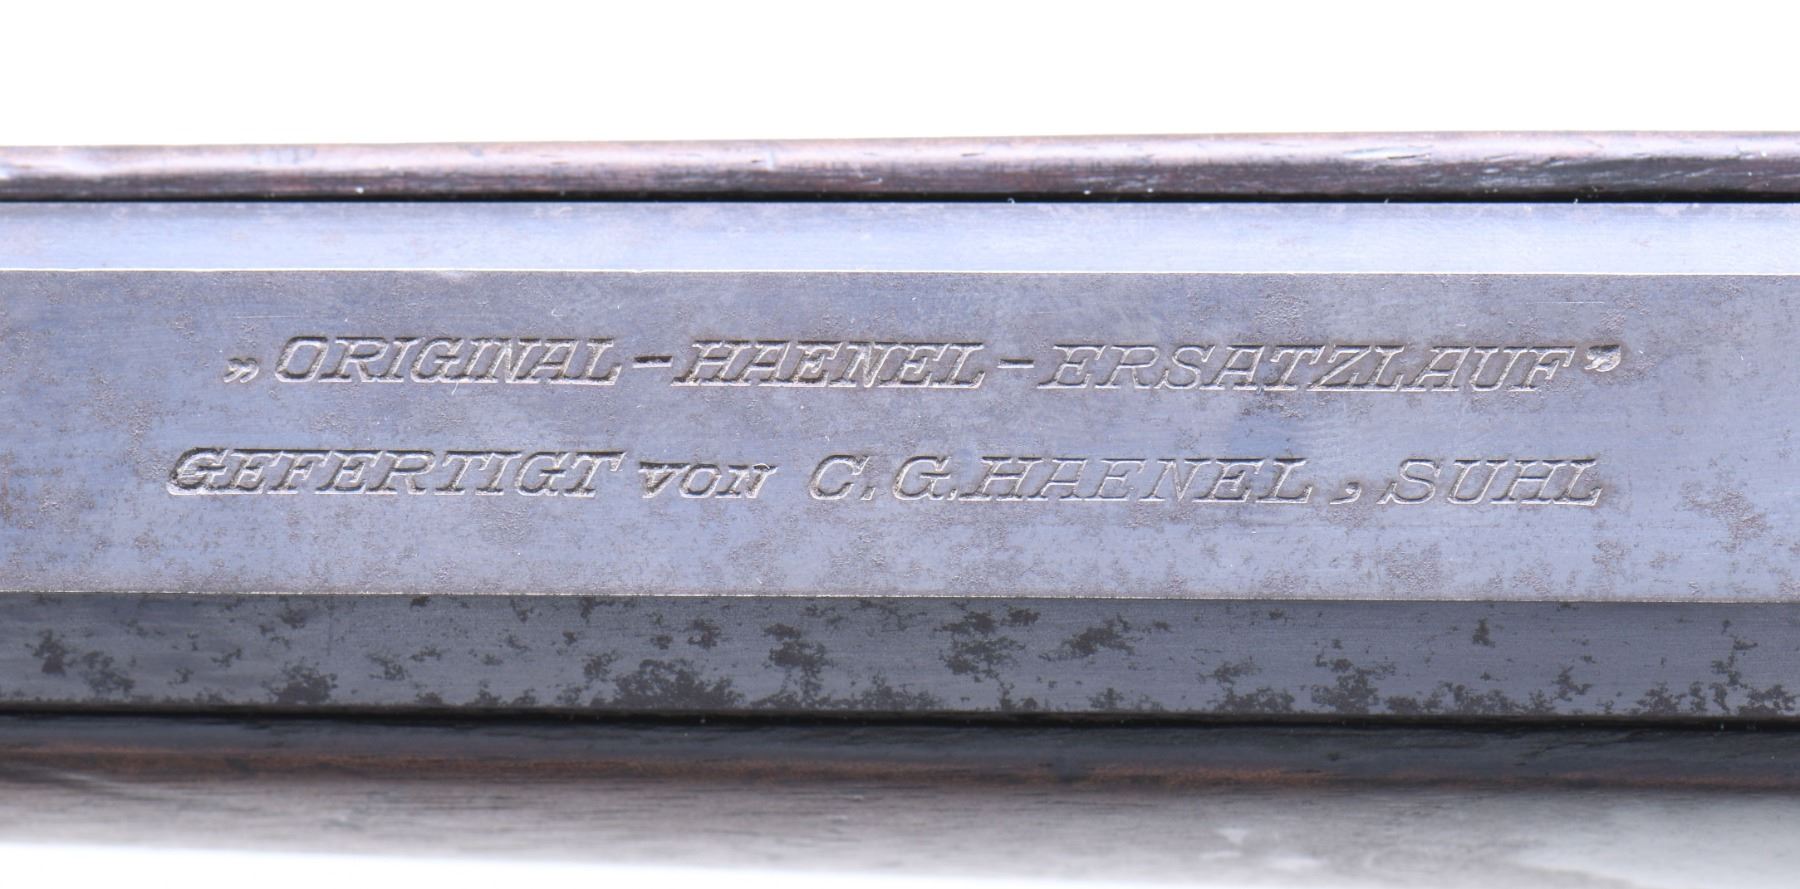 „ORIGINAL-HAENEL-ERSATZLAUF"
GEFERTIGT VON C.G.HAENEL, SUHL